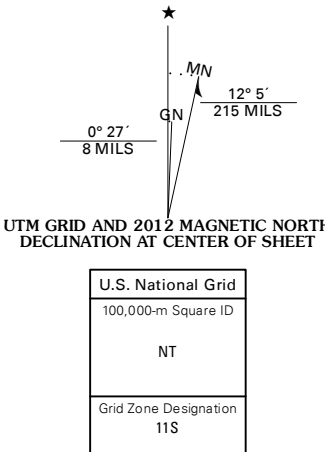 ★
MN
12° 5´
215 MILS
GN
0° 27´
8 MILS
UTM GRID AND 2012 MAGNETIC NORTH
DECLINATION AT CENTER OF SHEET
U.S. National Grid
100,000-m Square ID
NT
Grid Zone Designation
11S